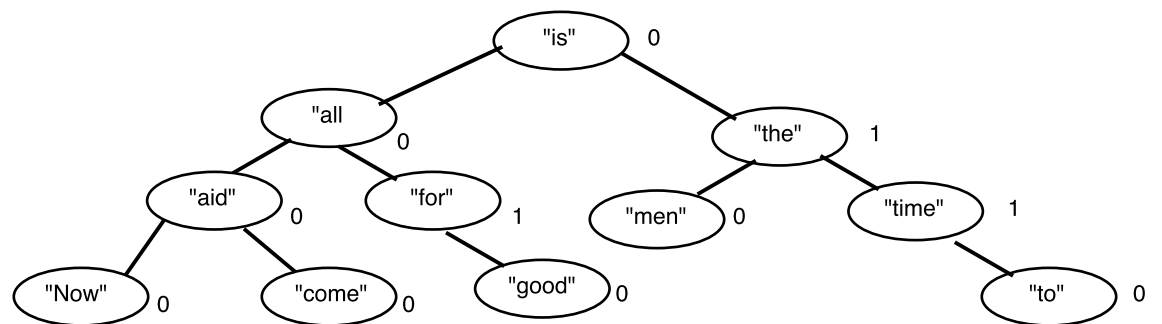 "is" 0
"all 0
"the" 1
"aid" 0
"for" 1
"men" 0
"time" 1
"Now" 0
"come" 0
"good" 0
"to" 0